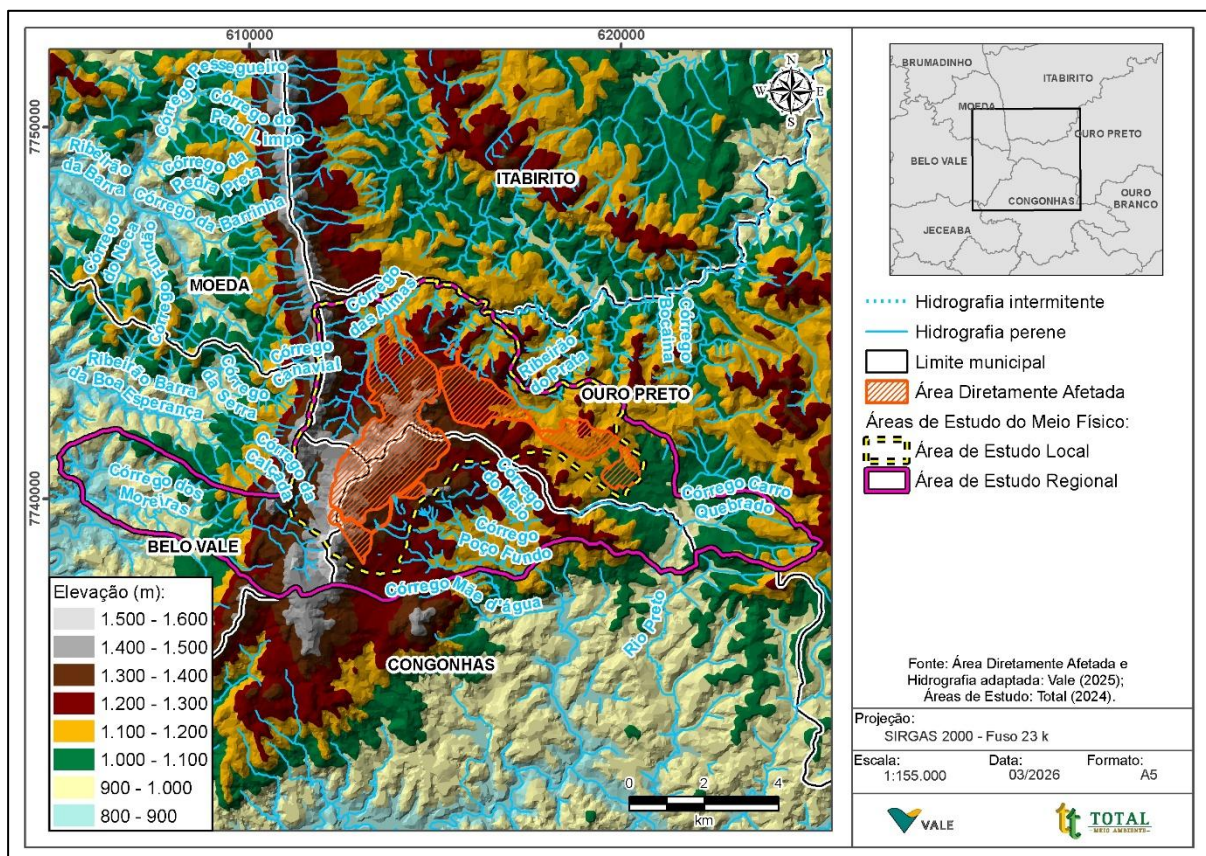 610000
620000
7750000
7740000
N
W
E
S
Córrego Pessegueiro
Córrego do
Paiol Limpo
Ribeirão
da Barra
Córrego da
Pedra Preta
Córrego da Barrinha
Córrego
do Neca
Córrego Fundão
ITABIRITO
MOEDA
Córrego
das Almas
Córrego
Canavial
Ribeirão
do Prata
Córrego
Bocaina
Ribeirão Barra
da Boa Esperança
Córrego
da Serra
OURO PRETO
Córrego da
Calçada
Córrego dos
Moreiras
Córrego
do Meio
Córrego
Poço Fundo
Córrego Carro
Quebrado
BELO VALE
Córrego Mãe d'água
Rio Preto
CONGONHAS
Elevação (m):
1.500 - 1.600
1.400 - 1.500
1.300 - 1.400
1.200 - 1.300
1.100 - 1.200
1.000 - 1.100
900 - 1.000
800 - 900
0 2 4
km
BRUMADINHO
ITABIRITO
MOEDA
OURO PRETO
BELO VALE
CONGONHAS
OURO
BRANCO
JECEABA
Hidrografia intermitente
Hidrografia perene
Limite municipal
Área Diretamente Afetada
Áreas de Estudo do Meio Físico:
Área de Estudo Local
Área de Estudo Regional
Fonte: Área Diretamente Afetada e
Hidrografia adaptada: Vale (2025);
Áreas de Estudo: Total (2024).
Projeção:
SIRGAS 2000 - Fuso 23 k
Escala: Data: Formato:
1:155.000 03/2026 A5
VALE
tt TOTAL
MEIO AMBIENTE